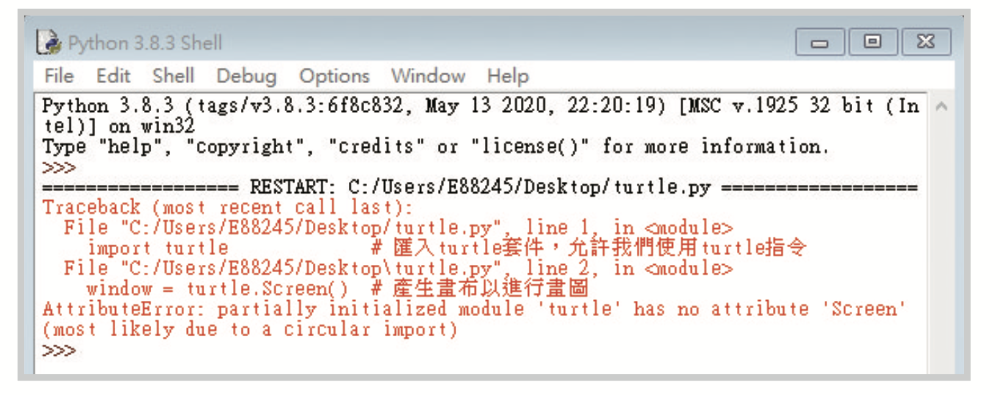 Python 3.8.3 Shell
File Edit Shell Debug Options Window Help
Python 3.8.3 (tags/v3.8.3:6f8c832, May 13 2020, 22:20:19) [MSC v.1925 32 bit (In
tel)] on win32
Type "help", "copyright", "credits" or "license()" for more information.
>>>
================== RESTART: C:/Users/E88245/Desktop/turtle.py ==================
Traceback (most recent call last):
  File "C:/Users/E88245/Desktop/turtle.py", line 1, in <module>
    import turtle             # 匯入turtle套件，允許我們使用turtle指令
  File "C:/Users/E88245/Desktop\turtle.py", line 2, in <module>
    window = turtle.Screen()  # 產生畫布以進行畫圖
AttributeError: partially initialized module 'turtle' has no attribute 'Screen'
(most likely due to a circular import)
>>>